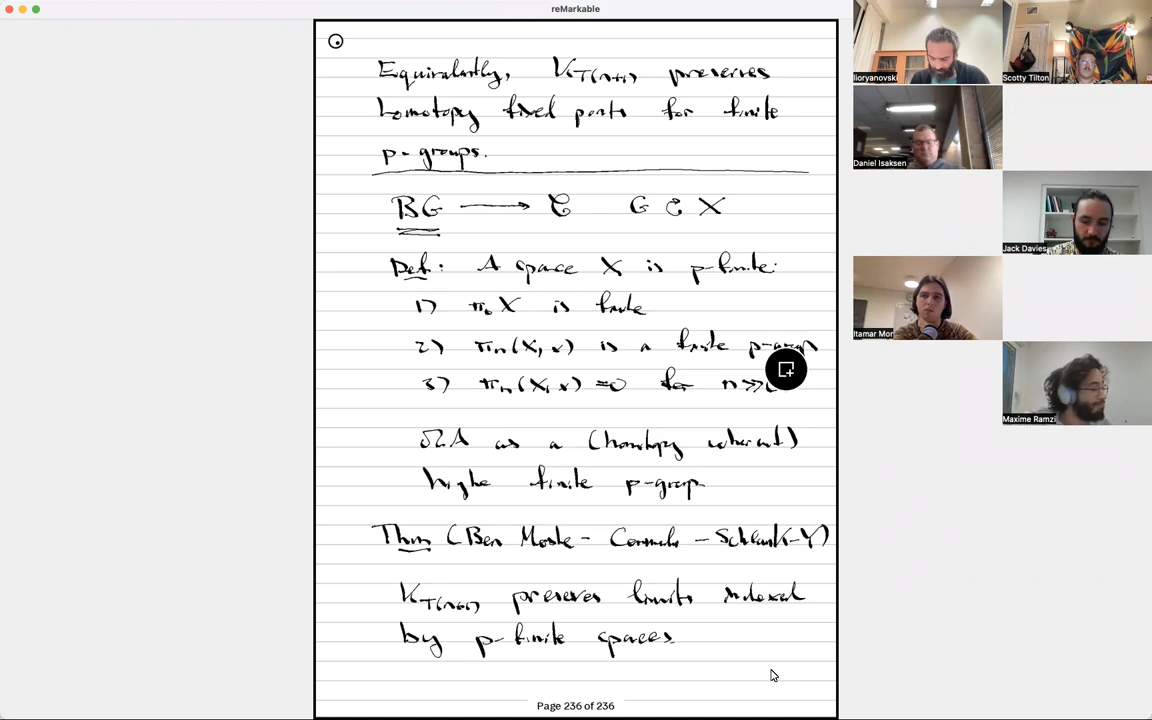 reMarkable
Equivalently, K_T(n+1) preserves
homotopy fixed points for finite
p-groups.
BG → C G C X
Def: A space X is p-finite:
1) π₀X is finite
2) πₙ(X,x) is a finite p-group
3) πₙ(X,x)=0 for n>>0
ΩA as a (homotopy coherent)
higher finite p-group
Thm (Ben Moshe - Carmeli - Schlank-Y)
K_T(n+1) preserves limits indexed
by p-finite spaces
Page 236 of 236
lioryanovski
Scotty Tilton
Daniel Isaksen
Jack Davies
Itamar Mor
Maxime Ramzi